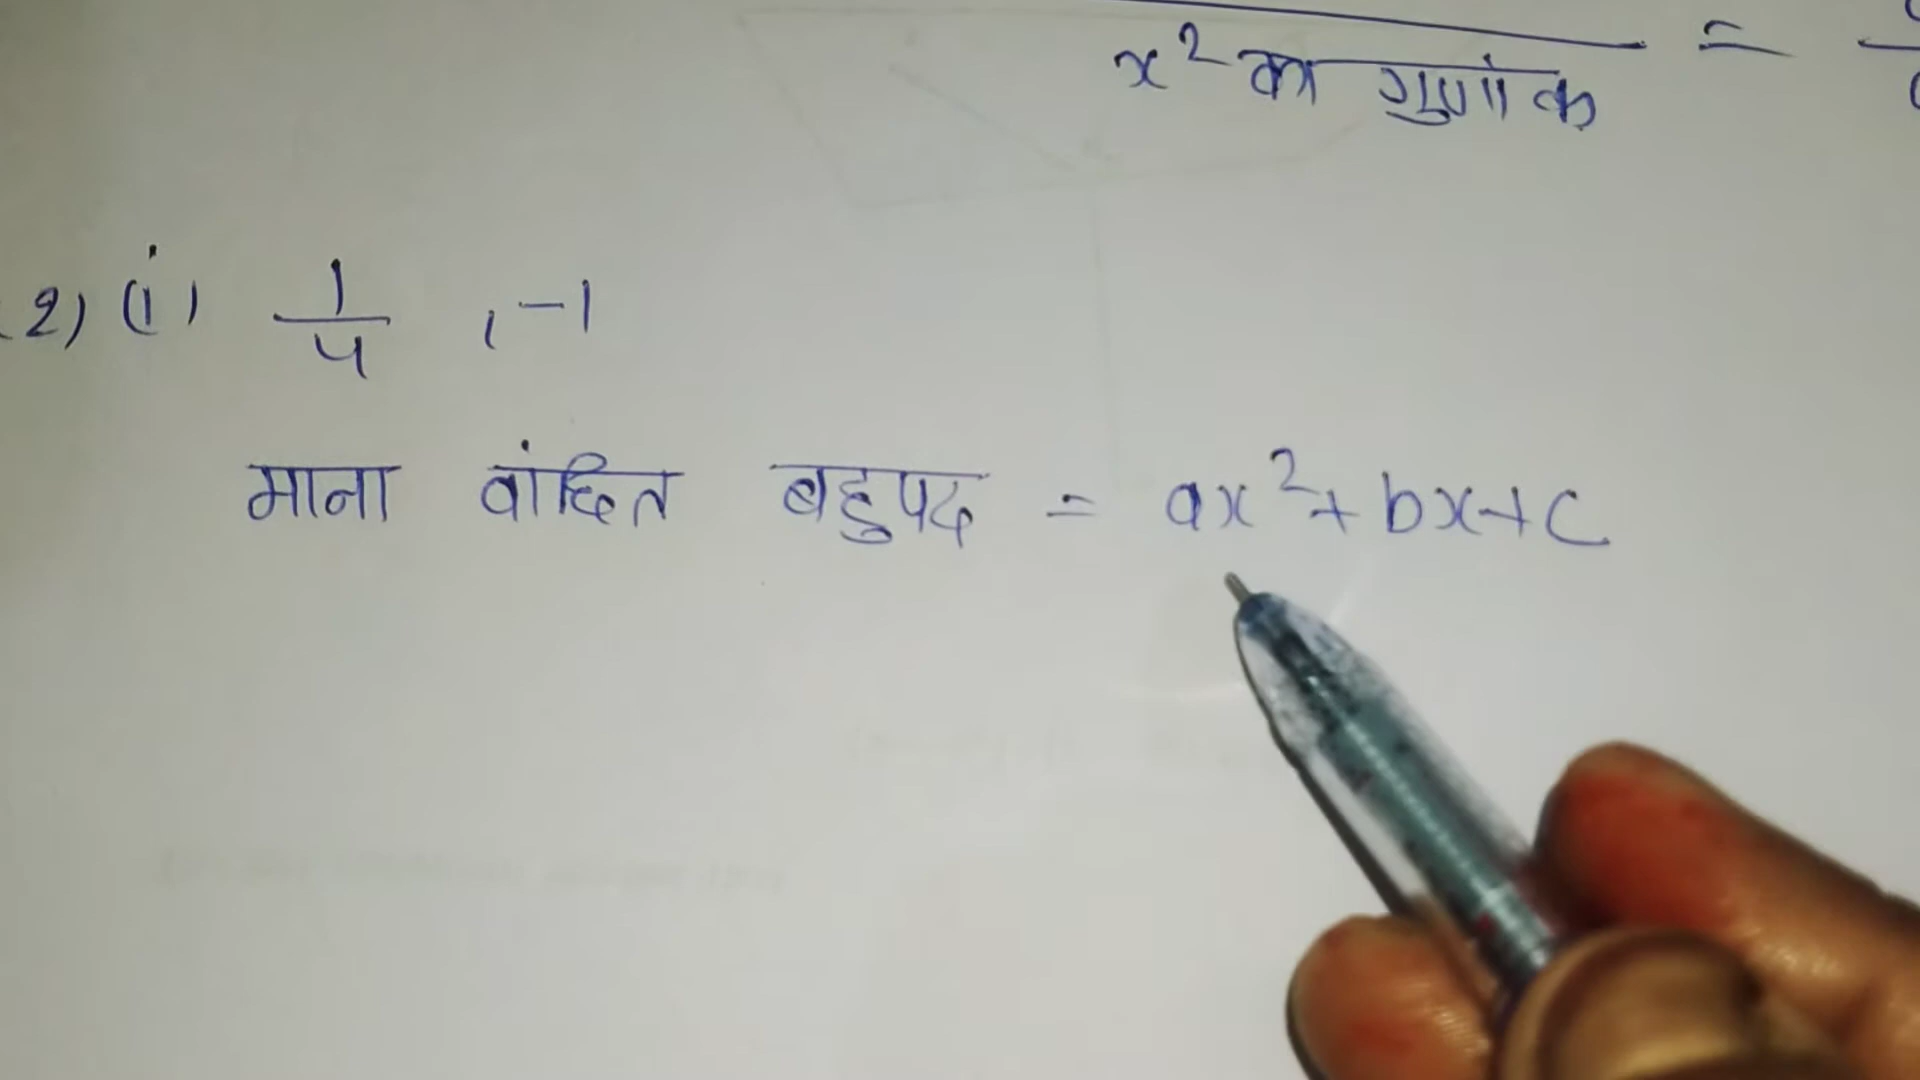 x² का गुणांक =
2) (i) 1/4 , -1
माना वांछित बहुपद = ax² + bx + c